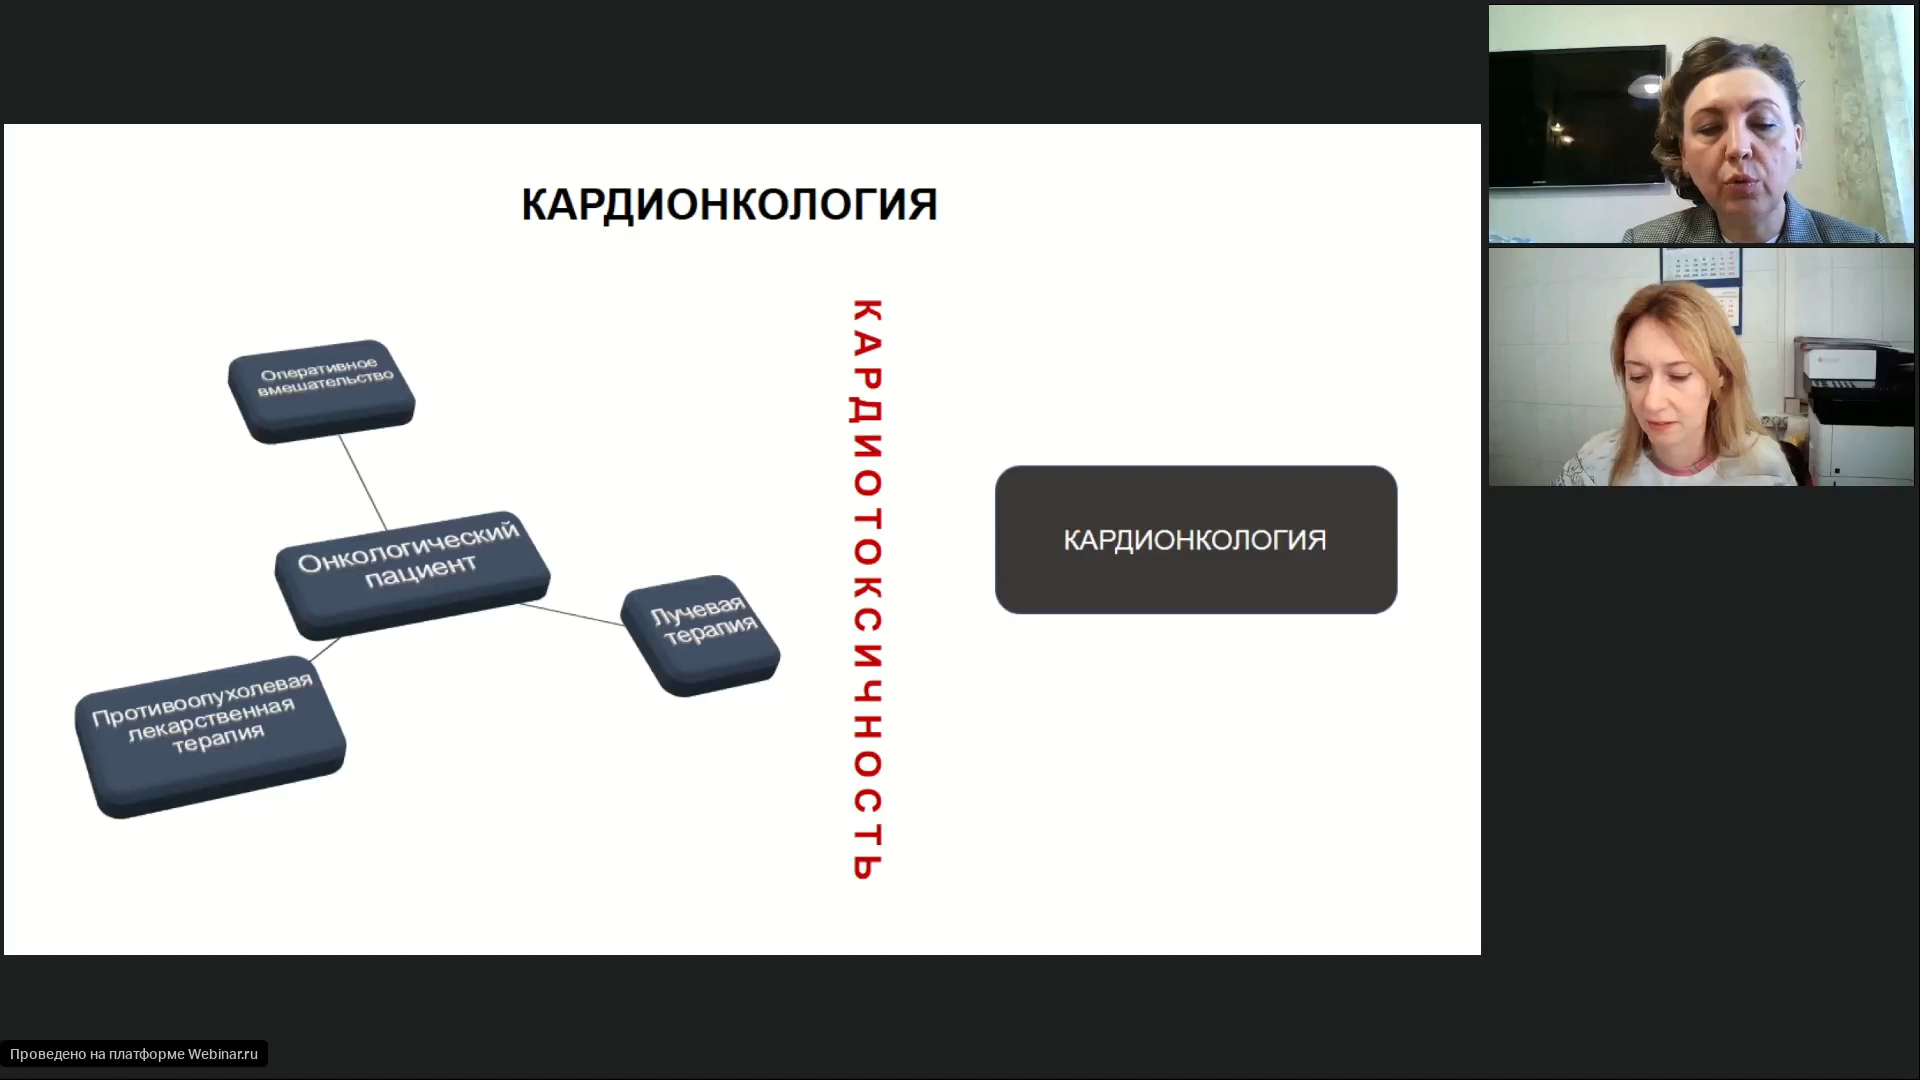 КАРДИОНКОЛОГИЯ
Оперативное
вмешательство
Онкологический
пациент
Лучевая
терапия
Противоопухолевая
лекарственная
терапия
КАРДИОТОКСИЧНОСТЬ
КАРДИОНКОЛОГИЯ
Проведено на платформе Webinar.ru